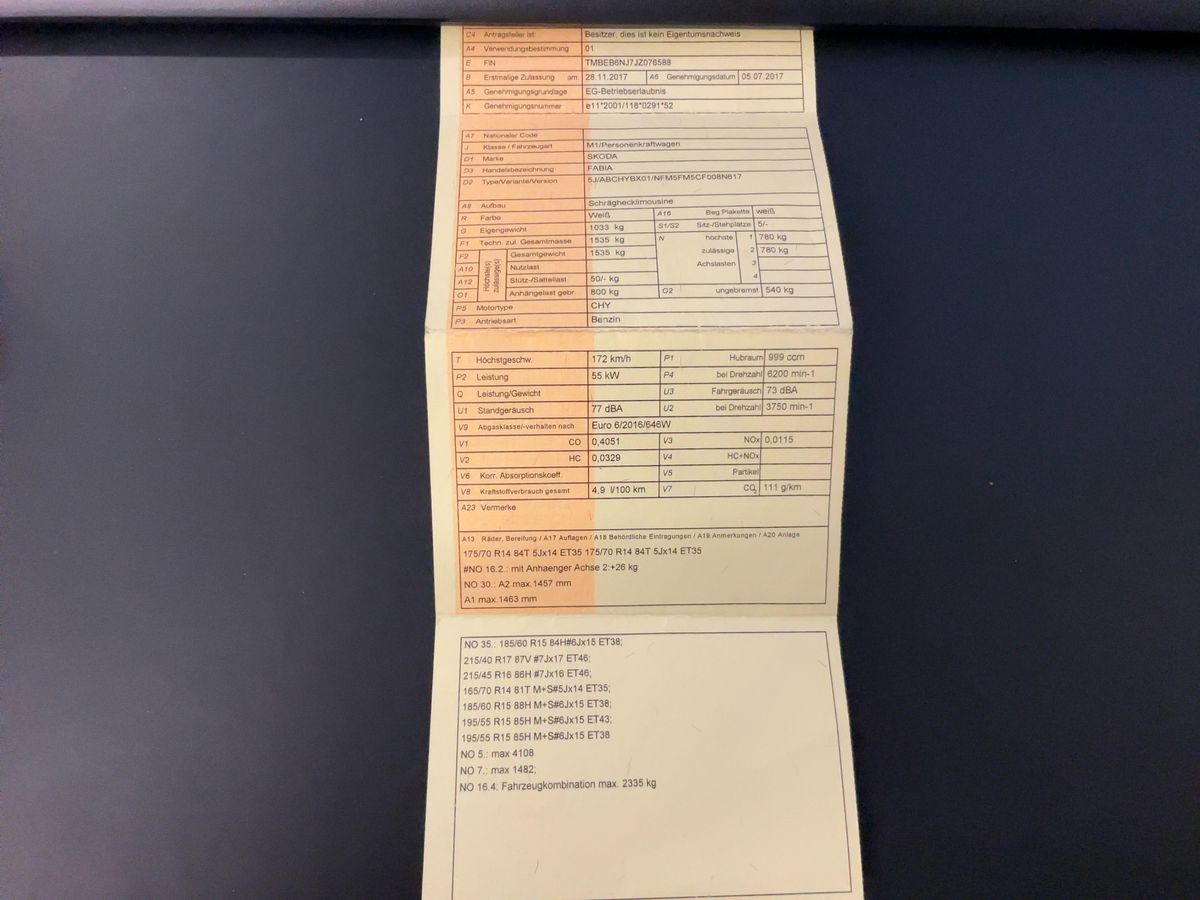 C4 Antragsteller ist: Besitzer, dies ist kein Eigentumsnachweis
A4 Verwendungsbestimmung 01
E FIN TMBEB6NJ7JZ076588
B Erstmalige Zulassung am: 28.11.2017 A6 Genehmigungsdatum 05.07.2017
A5 Genehmigungsgrundlage EG-Betriebserlaubnis
K Genehmigungsnummer e11*2001/116*0291*52
A7 Nationaler Code
J Klasse / Fahrzeugart M1/Personenkraftwagen
D1 Marke SKODA
D3 Handelsbezeichnung FABIA
D2 Type/Variante/Version 5J/ABCHYBX01/NFM5FM5CF008N617
A8 Aufbau Schräghecklimousine
R Farbe Weiß A16 Beg.Plakette weiß
G Eigengewicht 1033 kg S1/S2 Sitz-/Stehplätze 5/-
F1 Techn. zul. Gesamtmasse 1535 kg N höchste 1 780 kg
F2 Höchste(s) zulässige(s) Gesamtgewicht 1535 kg zulässige 2 780 kg
A10 Nutzlast Achslasten 3
A12 Stütz-/Sattellast 50/- kg 4
O1 Anhängelast gebr. 800 kg O2 ungebremst 540 kg
P5 Motortype CHY
P3 Antriebsart Benzin
T Höchstgeschw. 172 km/h P1 Hubraum 999 ccm
P2 Leistung 55 kW P4 bei Drehzahl 6200 min-1
Q Leistung/Gewicht U3 Fahrgeräusch 73 dBA
U1 Standgeräusch 77 dBA U2 bei Drehzahl 3750 min-1
V9 Abgasklasse/-verhalten nach Euro 6/2016/646W
V1 CO 0,4051 V3 NOx 0,0115
V2 HC 0,0329 V4 HC+NOx
V6 Korr. Absorptionskoeff. V5 Partikel
V8 Kraftstoffverbrauch gesamt 4,9 l/100 km V7 CO2 111 g/km
A23 Vermerke
A13 Räder, Bereifung / A17 Auflagen / A18 Behördliche Eintragungen / A19 Anmerkungen / A20 Anlage
175/70 R14 84T 5Jx14 ET35 175/70 R14 84T 5Jx14 ET35
#NO 16.2.: mit Anhaenger Achse 2:+26 kg
NO 30.: A2 max.1457 mm
A1 max.1463 mm
NO 35.: 185/60 R15 84H#6Jx15 ET38;
215/40 R17 87V #7Jx17 ET46;
215/45 R16 86H #7Jx16 ET46;
165/70 R14 81T M+S#5Jx14 ET35;
185/60 R15 88H M+S#6Jx15 ET38;
195/55 R15 85H M+S#6Jx15 ET43;
195/55 R15 85H M+S#6Jx15 ET38
NO 5.: max 4108
NO 7.: max 1482;
NO 16.4: Fahrzeugkombination max. 2335 kg